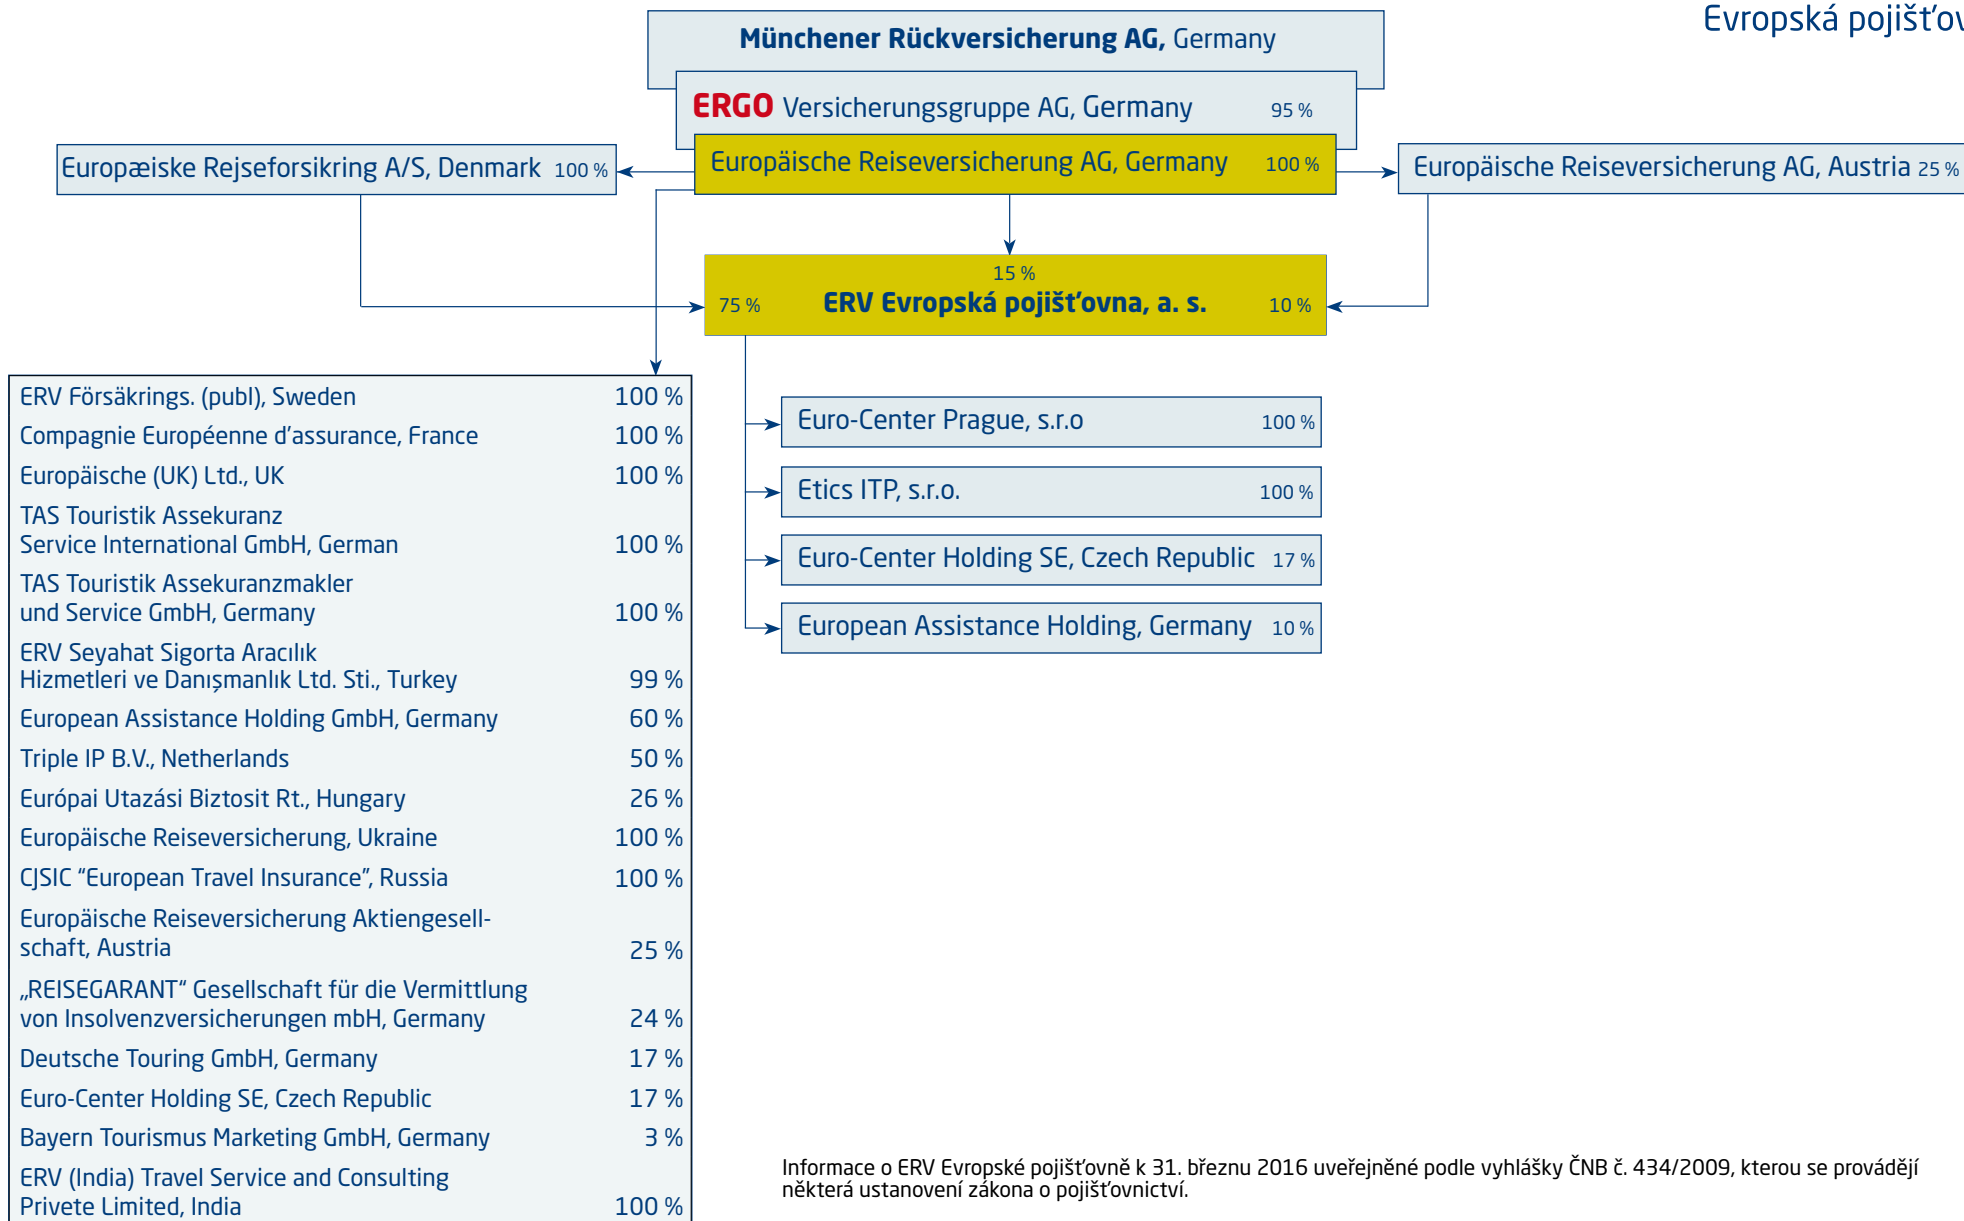 Evropská pojišťov
Münchener Rückversicherung AG, Germany
ERGO Versicherungsgruppe AG, Germany 95 %
Europæiske Rejseforsikring A/S, Denmark 100 %
Europäische Reiseversicherung AG, Germany 100 %
Europäische Reiseversicherung AG, Austria 25 %
15 %
75 % ERV Evropská pojišťovna, a. s. 10 %
ERV Försäkrings. (publ), Sweden 100 %
Compagnie Européenne d'assurance, France 100 %
Europäische (UK) Ltd., UK 100 %
TAS Touristik Assekuranz
Service International GmbH, German 100 %
TAS Touristik Assekuranzmakler
und Service GmbH, Germany 100 %
ERV Seyahat Sigorta Aracılık
Hizmetleri ve Danışmanlık Ltd. Sti., Turkey 99 %
European Assistance Holding GmbH, Germany 60 %
Triple IP B.V., Netherlands 50 %
Európai Utazási Biztosit Rt., Hungary 26 %
Europäische Reiseversicherung, Ukraine 100 %
CJSIC “European Travel Insurance”, Russia 100 %
Europäische Reiseversicherung Aktiengesell-
schaft, Austria 25 %
„REISEGARANT“ Gesellschaft für die Vermittlung
von Insolvenzversicherungen mbH, Germany 24 %
Deutsche Touring GmbH, Germany 17 %
Euro-Center Holding SE, Czech Republic 17 %
Bayern Tourismus Marketing GmbH, Germany 3 %
ERV (India) Travel Service and Consulting
Privete Limited, India 100 %
Euro-Center Prague, s.r.o 100 %
Etics ITP, s.r.o. 100 %
Euro-Center Holding SE, Czech Republic 17 %
European Assistance Holding, Germany 10 %
Informace o ERV Evropské pojišťovně k 31. březnu 2016 uveřejněné podle vyhlášky ČNB č. 434/2009, kterou se provádějí
některá ustanovení zákona o pojišťovnictví.